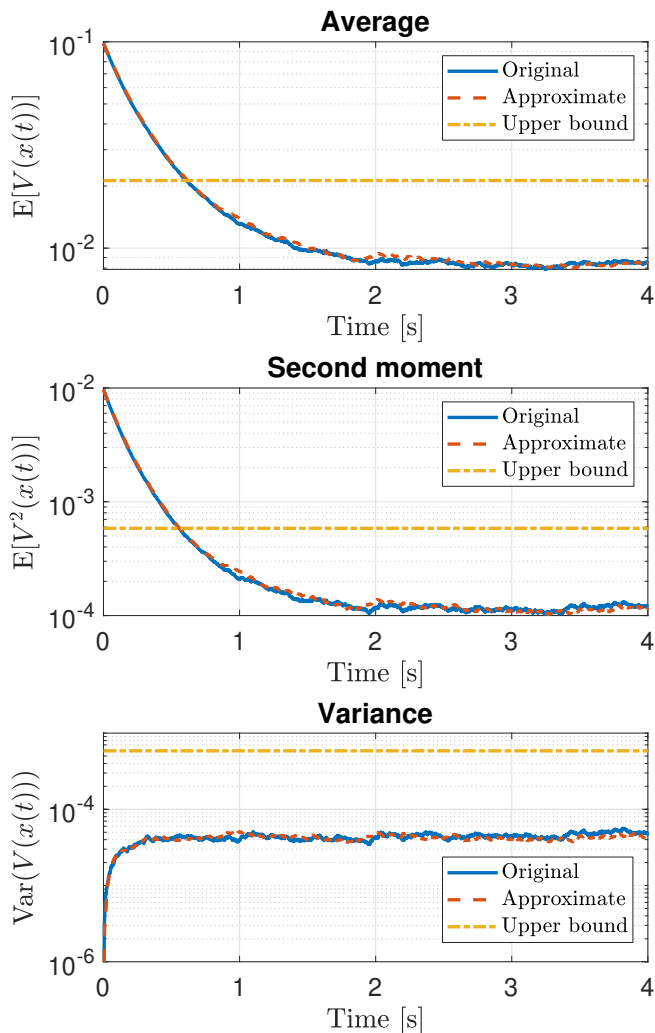 Average
E[V(x(t))]
10^{-1}
10^{-2}
Original
Approximate
Upper bound
0 1 2 3 4
Time [s]
Second moment
E[V^2(x(t))]
10^{-2}
10^{-3}
10^{-4}
Original
Approximate
Upper bound
0 1 2 3 4
Time [s]
Variance
Var(V(x(t)))
10^{-4}
10^{-6}
Original
Approximate
Upper bound
0 1 2 3 4
Time [s]